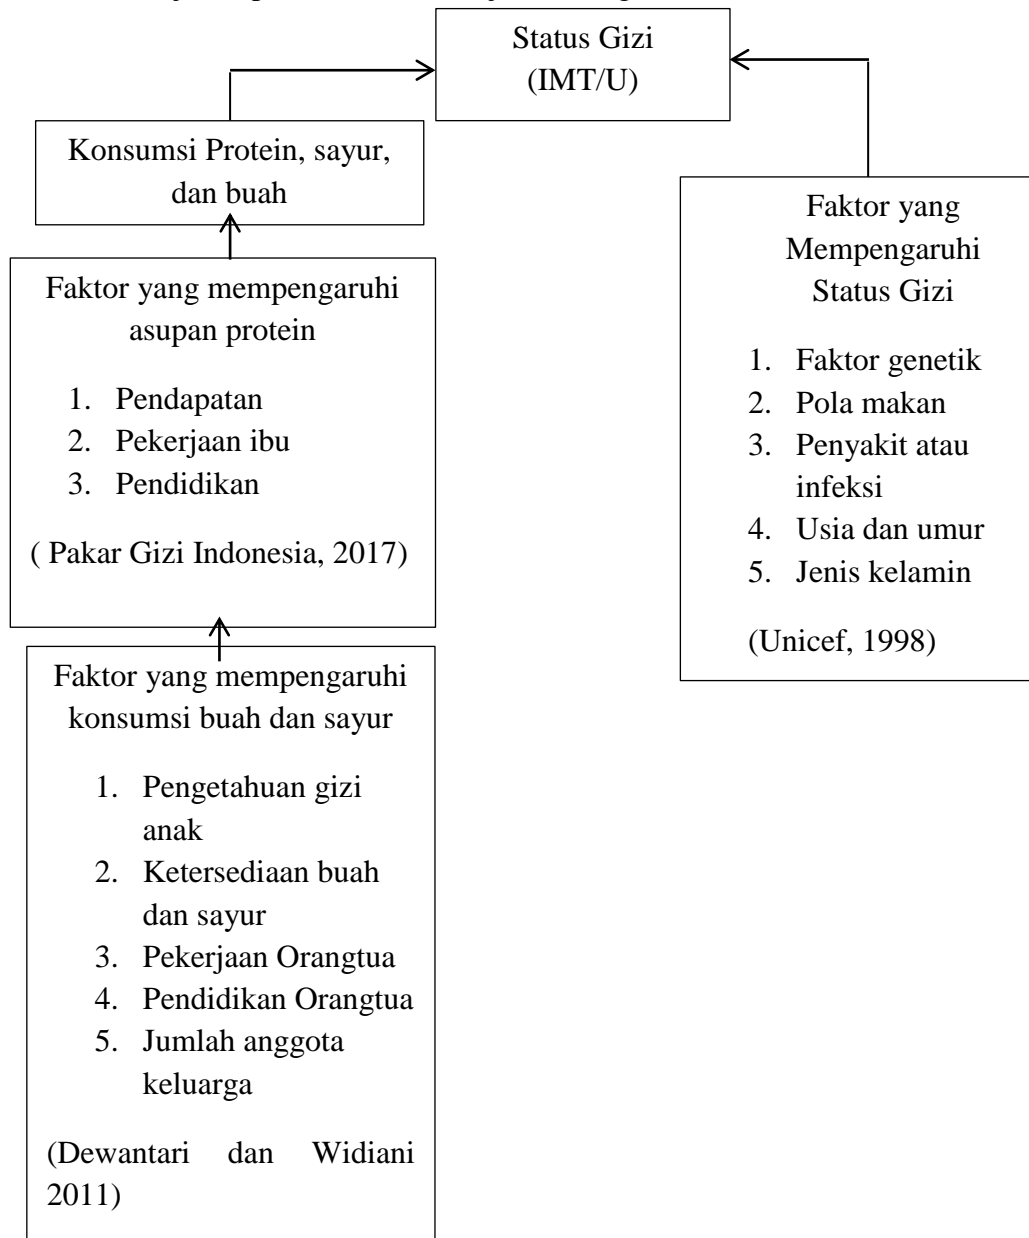 Status Gizi
(IMT/U)
Konsumsi Protein, sayur,
dan buah
Faktor yang mempengaruhi
asupan protein
1. Pendapatan
2. Pekerjaan ibu
3. Pendidikan
( Pakar Gizi Indonesia, 2017)
Faktor yang mempengaruhi
konsumsi buah dan sayur
1. Pengetahuan gizi
anak
2. Ketersediaan buah
dan sayur
3. Pekerjaan Orangtua
4. Pendidikan Orangtua
5. Jumlah anggota
keluarga
(Dewantari dan Widiani
2011)
Faktor yang
Mempengaruhi
Status Gizi
1. Faktor genetik
2. Pola makan
3. Penyakit atau
infeksi
4. Usia dan umur
5. Jenis kelamin
(Unicef, 1998)